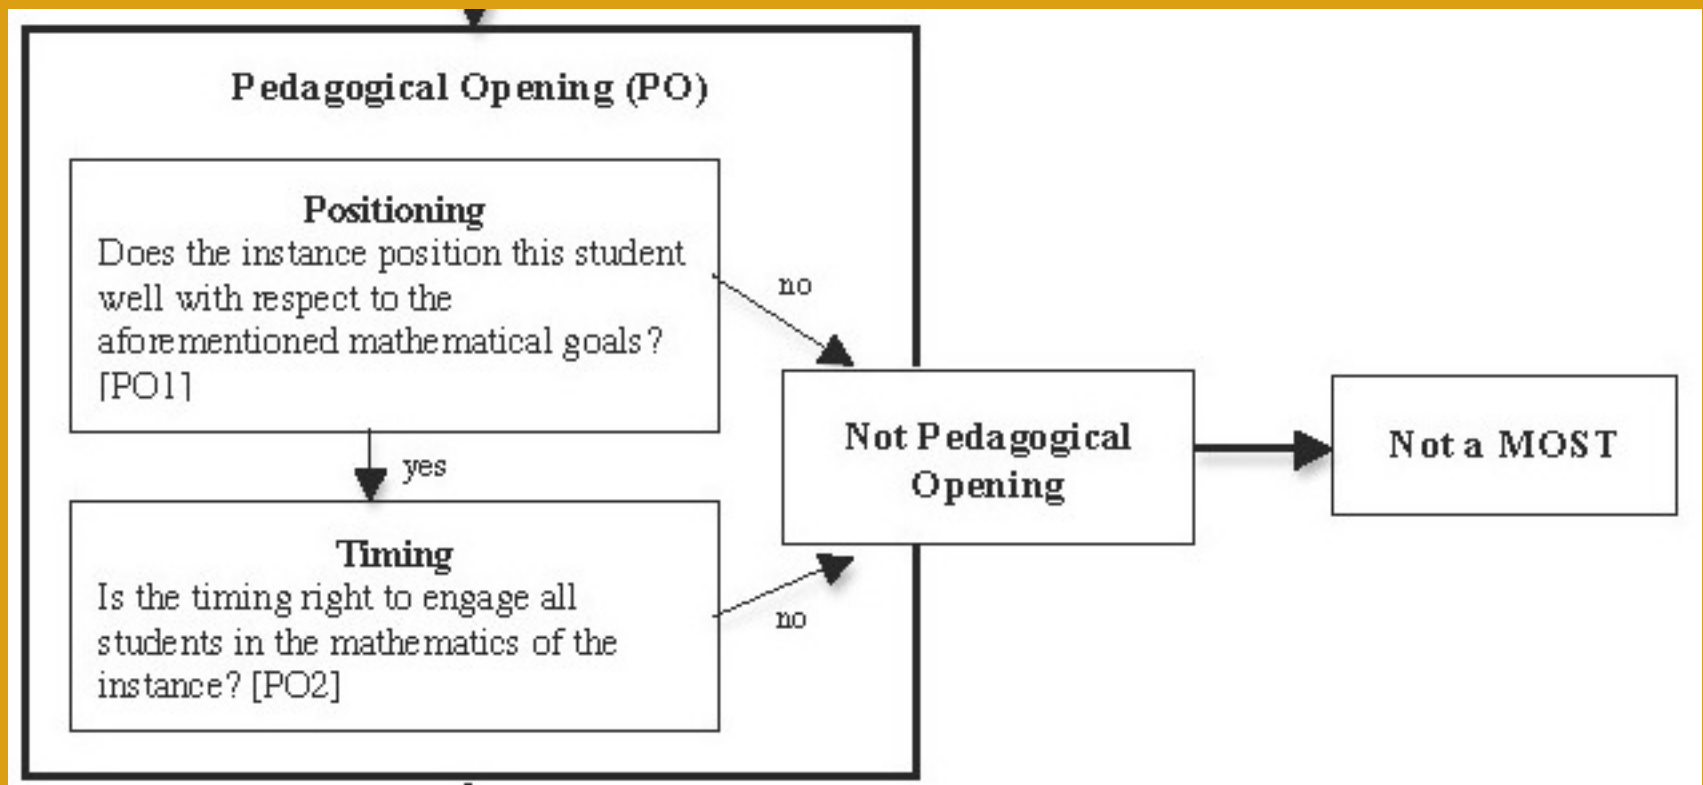 Pedagogical Opening (PO)
Positioning
Does the instance position this student
well with respect to the
aforementioned mathematical goals?
[PO1]
no
yes
Not Pedagogical
Opening
Not a MOST
Timing
Is the timing right to engage all
students in the mathematics of the
instance? [PO2]
no